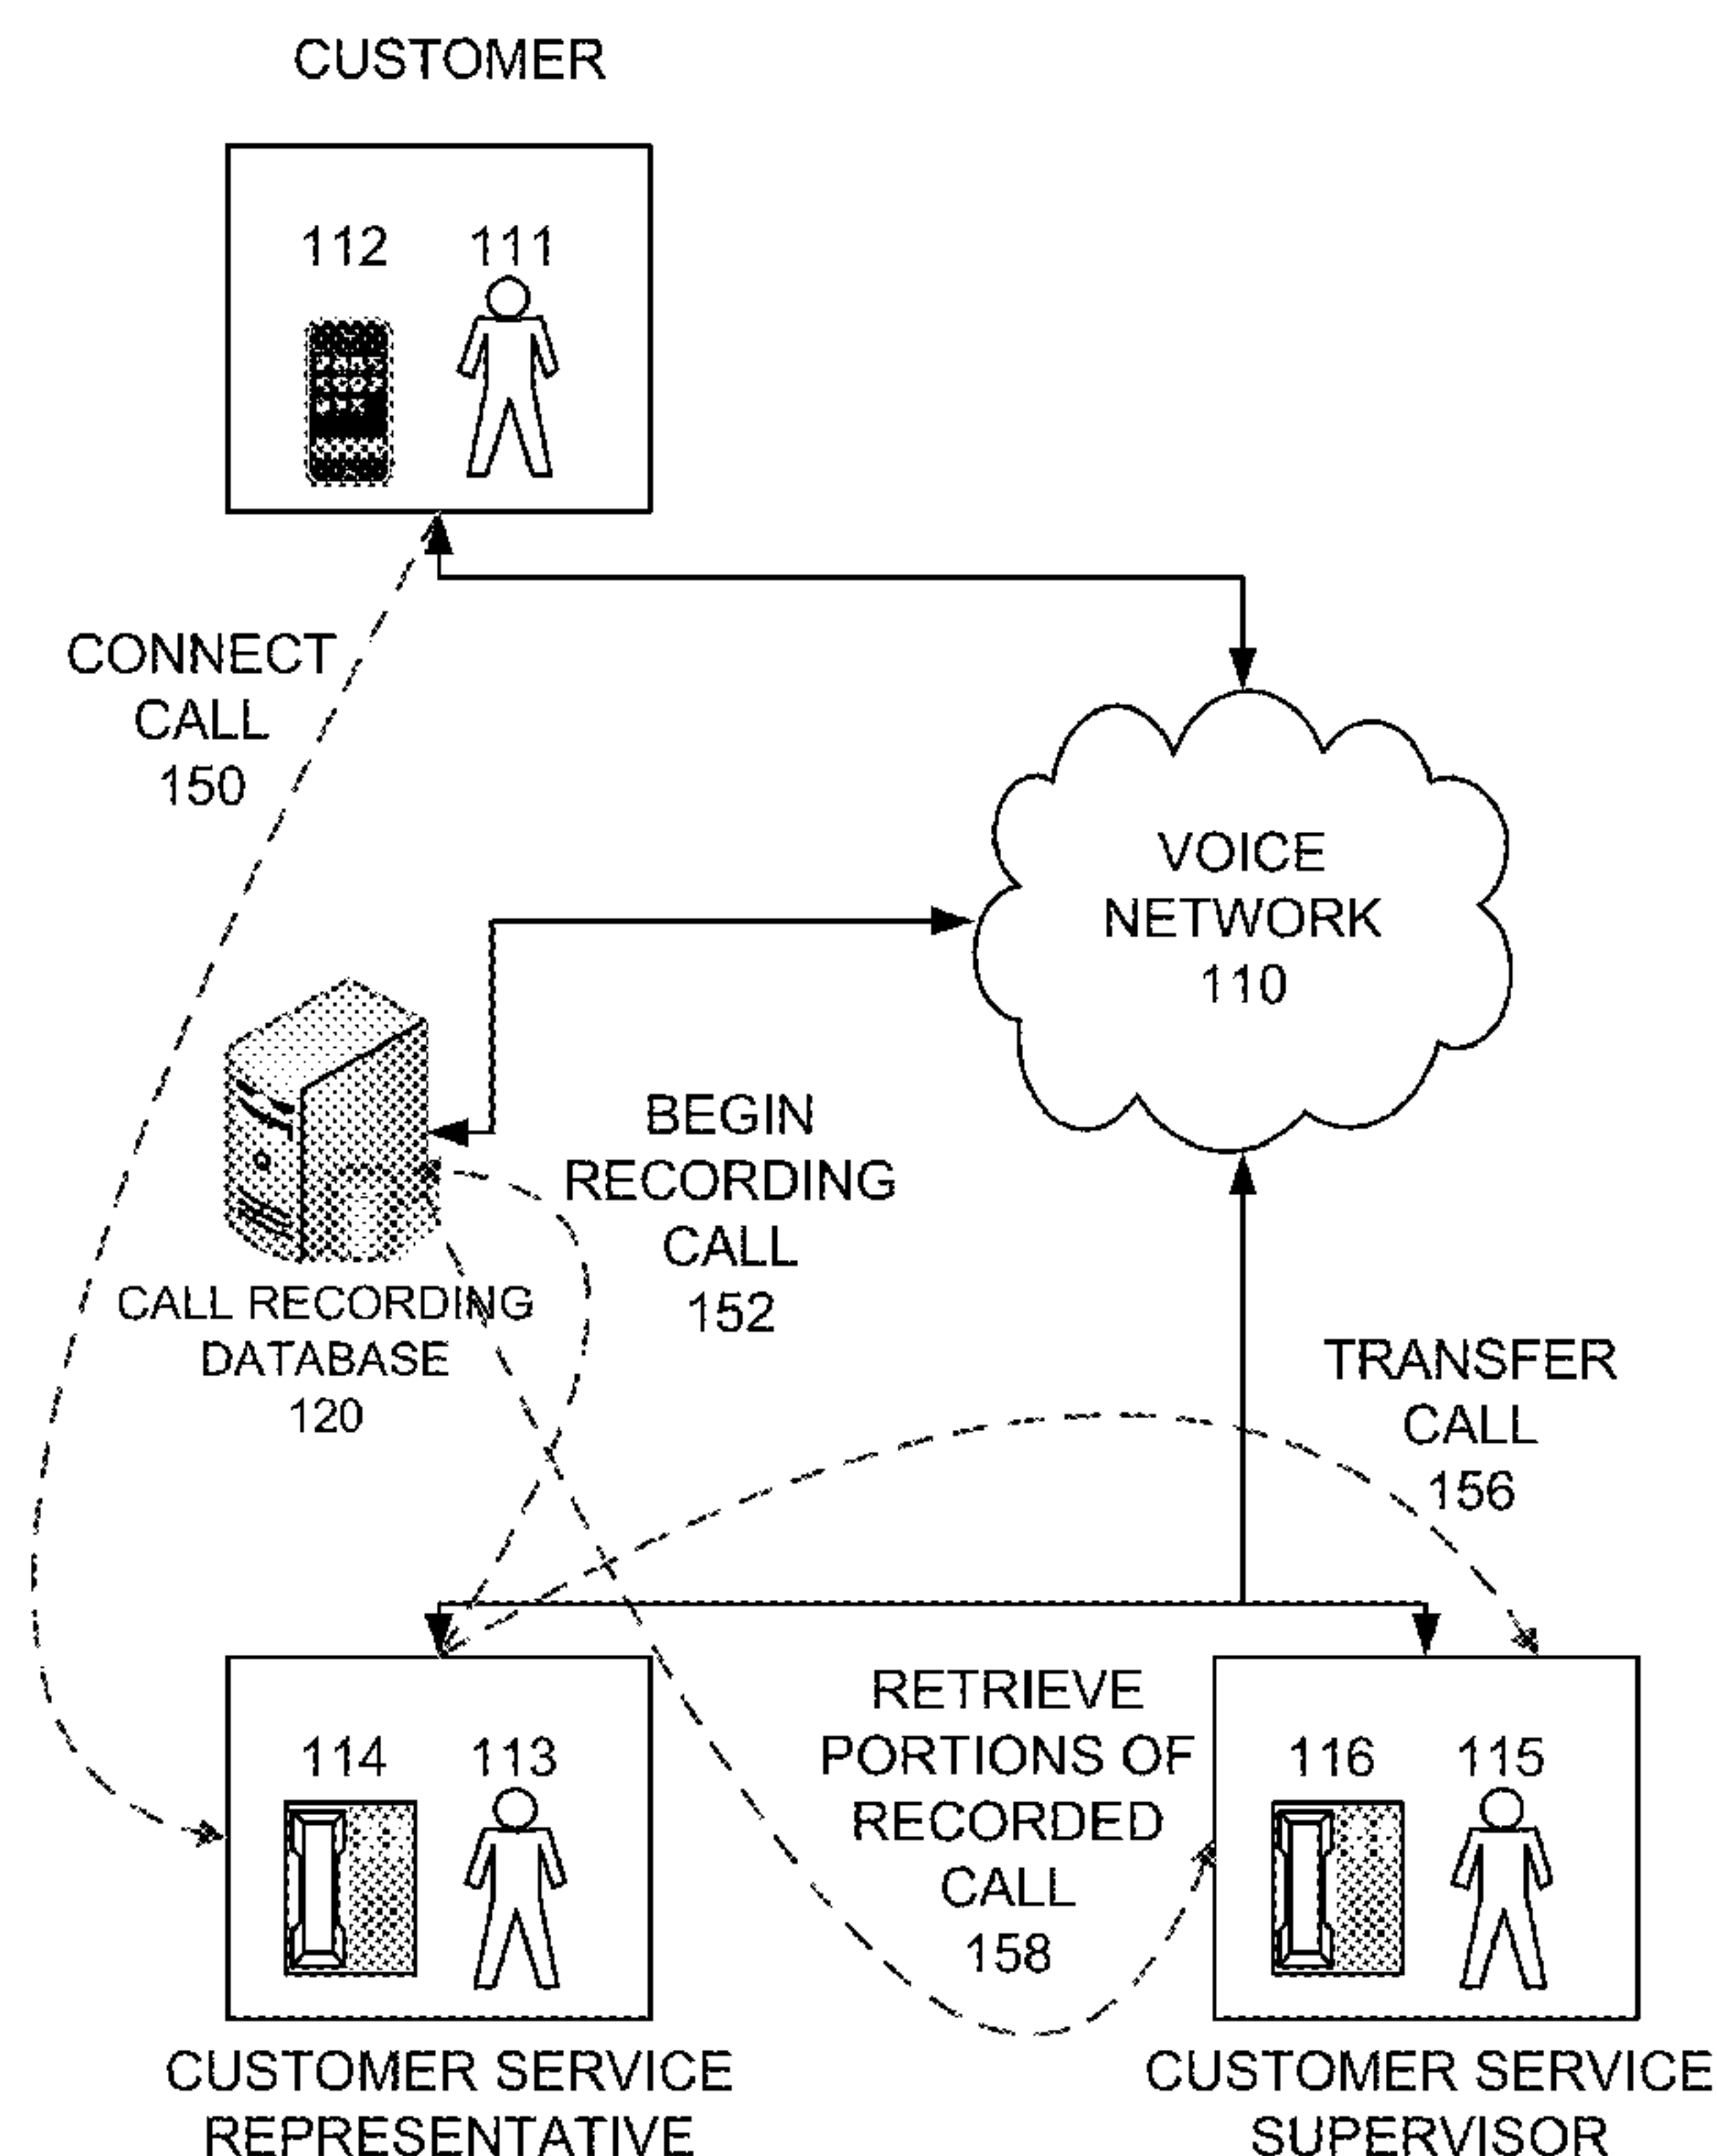 CUSTOMER
112 111
CONNECT
CALL
150
VOICE
NETWORK
110
BEGIN
RECORDING
CALL
152
CALL RECORDING
DATABASE
120
TRANSFER
CALL
156
RETRIEVE
PORTIONS OF
RECORDED
CALL
158
114 113
116 115
CUSTOMER SERVICE
REPRESENTATIVE
CUSTOMER SERVICE
SUPERVISOR